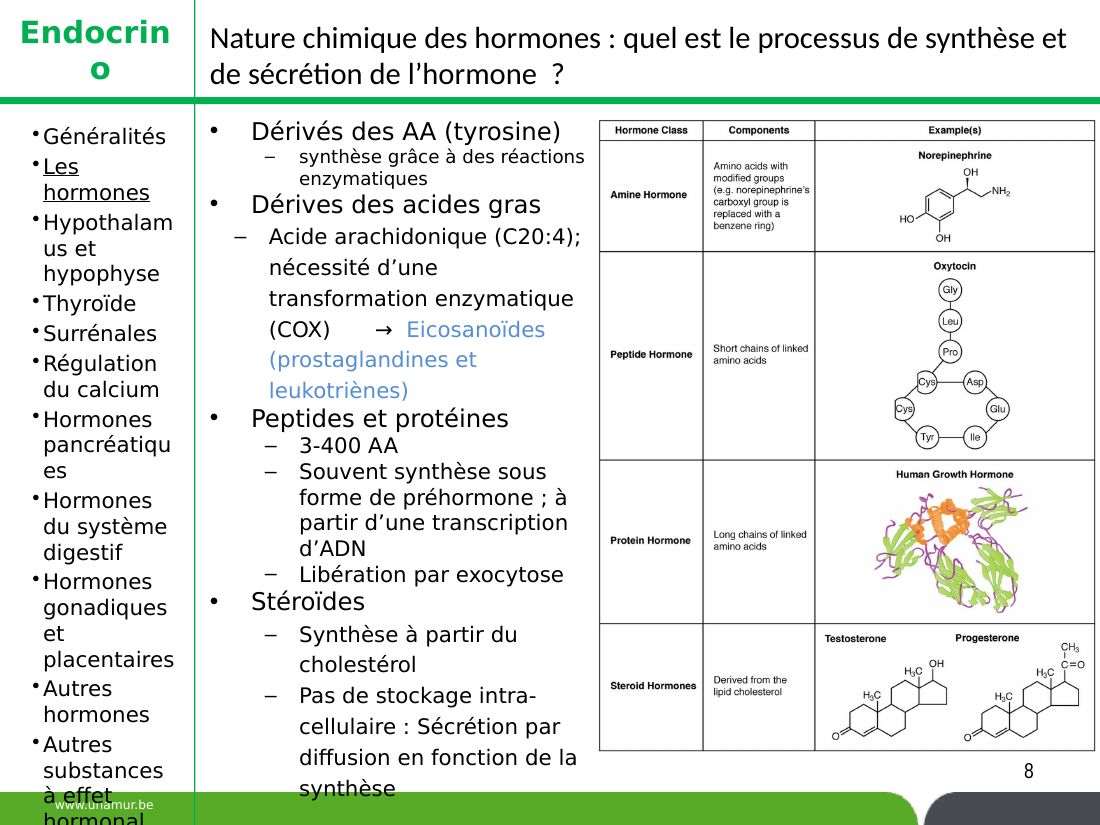 Endocrin
o
Nature chimique des hormones : quel est le processus de synthèse et
de sécrétion de l’hormone ?
•Généralités
•Les
hormones
•Hypothalam
us et
hypophyse
•Thyroïde
•Surrénales
•Régulation
du calcium
•Hormones
pancréatiqu
es
•Hormones
du système
digestif
•Hormones
gonadiques
et
placentaires
•Autres
hormones
•Autres
substances
à effet
hormonal
• Dérivés des AA (tyrosine)
– synthèse grâce à des réactions
enzymatiques
• Dérives des acides gras
– Acide arachidonique (C20:4);
nécessité d’une
transformation enzymatique
(COX) → Eicosanoïdes
(prostaglandines et
leukotriènes)
• Peptides et protéines
– 3-400 AA
– Souvent synthèse sous
forme de préhormone ; à
partir d’une transcription
d’ADN
– Libération par exocytose
• Stéroïdes
– Synthèse à partir du
cholestérol
– Pas de stockage intra-
cellulaire : Sécrétion par
diffusion en fonction de la
synthèse
Hormone Class Components Example(s)
Amine Hormone
Amino acids with
modified groups
(e.g. norepinephrine’s
carboxyl group is
replaced with a
benzene ring)
Norepinephrine
OH
NH₂
HO
OH
Peptide Hormone
Short chains of linked
amino acids
Oxytocin
Gly
Leu
Pro
Cys Asp
Cys Glu
Tyr Ile
Protein Hormone
Long chains of linked
amino acids
Human Growth Hormone
Steroid Hormones
Derived from the
lipid cholesterol
Testosterone
OH
H₃C
H₃C
O
Progesterone
CH₃
C=O
H₃C
H₃C
O
8
www.unamur.be